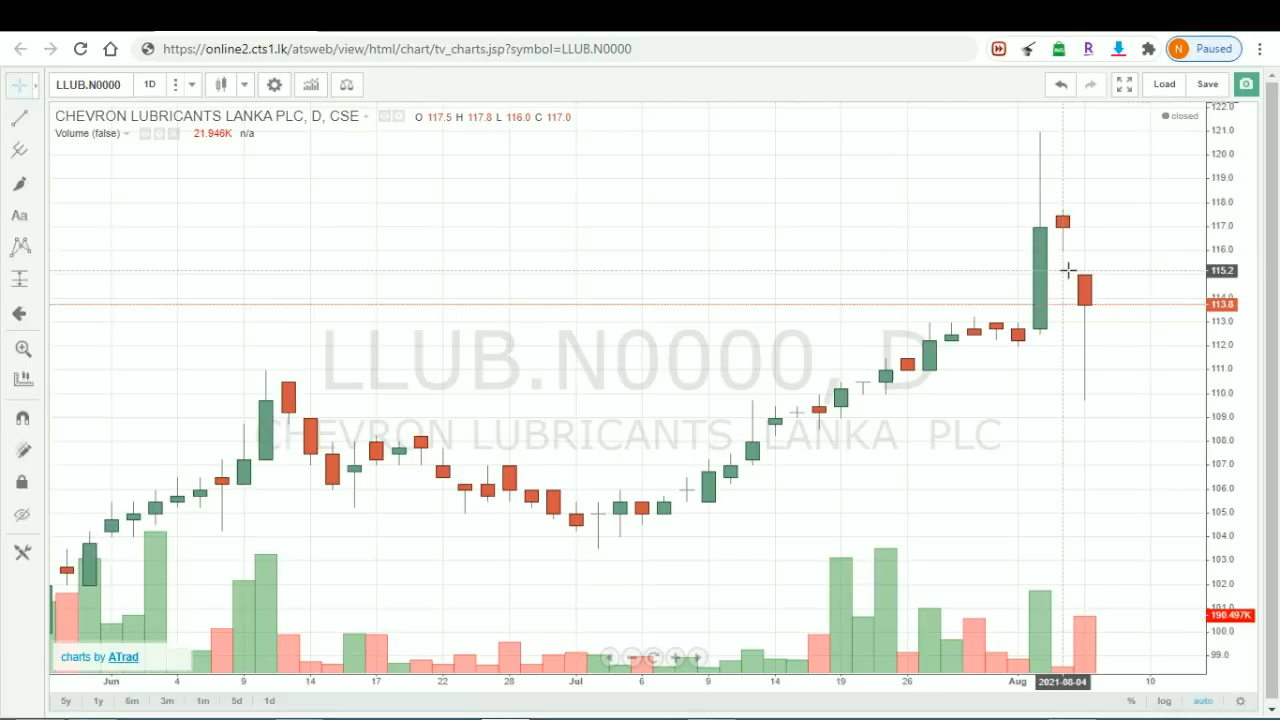 https://online2.cts1.lk/atsweb/view/html/chart/tv_charts.jsp?symbol=LLUB.N0000
N Paused
LLUB.N0000 1D Load Save
CHEVRON LUBRICANTS LANKA PLC, D, CSE O 117.5 H 117.8 L 116.0 C 117.0
closed
Volume (false) 21.946K n/a
Aa
122.0
121.0
120.0
119.0
118.0
117.0
116.0
115.2
114.0
113.8
113.0
112.0
111.0
110.0
109.0
108.0
107.0
106.0
105.0
104.0
103.0
102.0
101.0
190.497K
100.0
99.0
LLUB.N0000, D
CHEVRON LUBRICANTS LANKA PLC
charts by ATrad
Jun 4 9 14 17 22 28 Jul 6 9 14 19 26 Aug 2021-08-04 10
5y 1y 6m 3m 1m 5d 1d % log auto